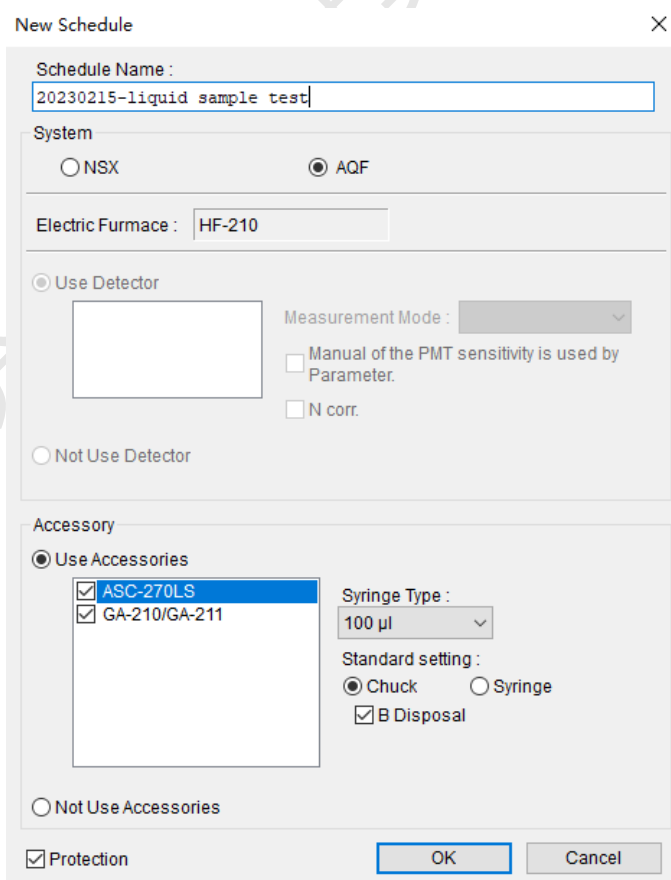 New Schedule
Schedule Name :
20230215-liquid sample test
System
NSX
AQF
Electric Furmace :
HF-210
Use Detector
Measurement Mode :
Manual of the PMT sensitivity is used by
Parameter.
N corr.
Not Use Detector
Accessory
Use Accessories
ASC-270LS
GA-210/GA-211
Syringe Type :
100 µl
Standard setting :
Chuck
Syringe
B Disposal
Not Use Accessories
Protection
OK
Cancel